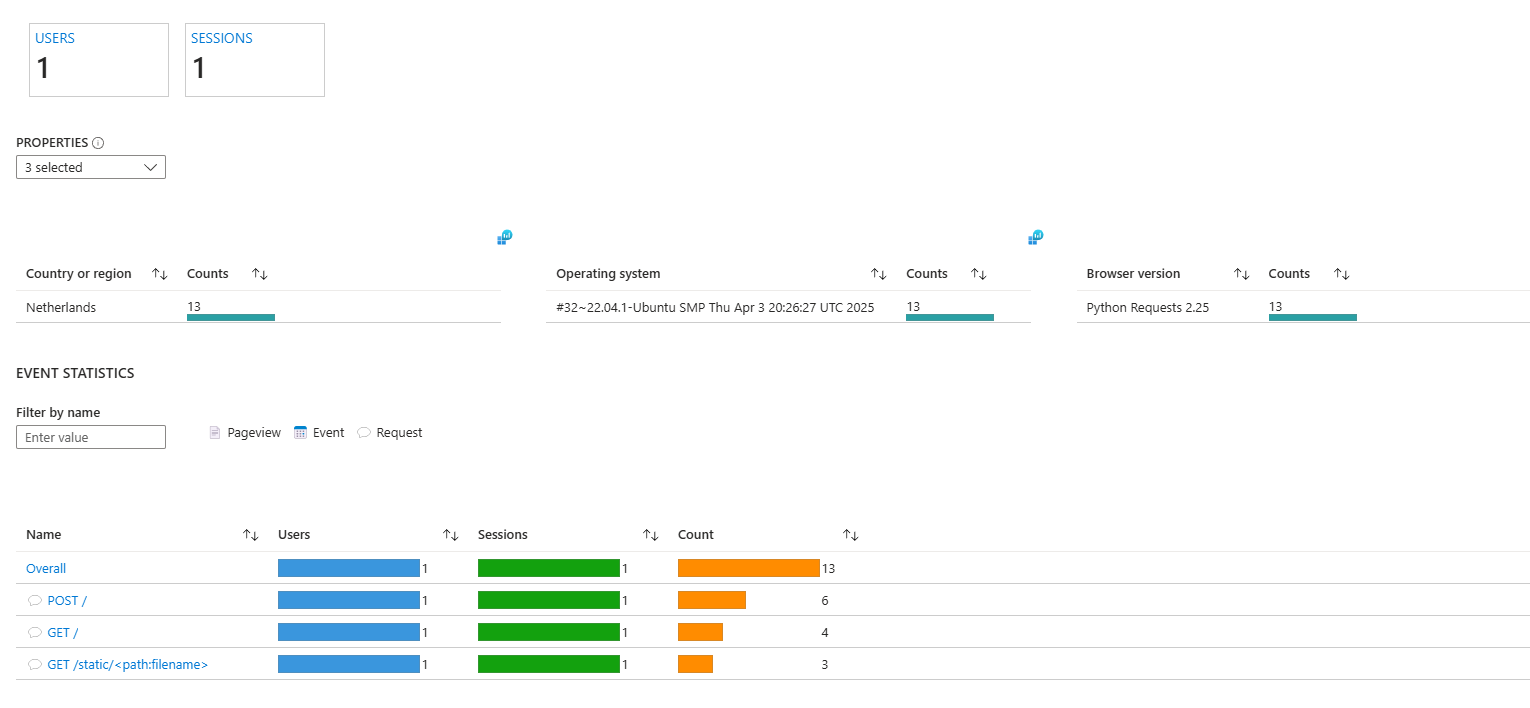 USERS SESSIONS
1 1
PROPERTIES
3 selected
Country or region Counts Operating system Counts Browser version Counts
Netherlands 13 #32~22.04.1-Ubuntu SMP Thu Apr 3 20:26:27 UTC 2025 13 Python Requests 2.25 13
EVENT STATISTICS
Filter by name
Enter value Pageview Event Request
Name Users Sessions Count
Overall 1 1 13
POST / 1 1 6
GET / 1 1 4
GET /static/<path:filename> 1 1 3